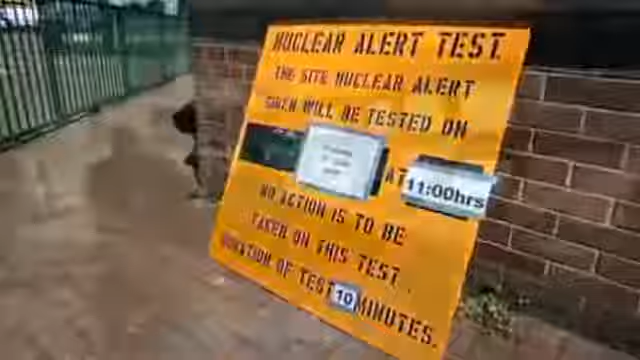 NUCLEAR ALERT TEST
THE SITE NUCLEAR ALERT
SIREN WILL BE TESTED ON
AT 11:00hrs
NO ACTION IS TO BE
TAKEN ON THIS TEST.
DURATION OF TEST 10 MINUTES.